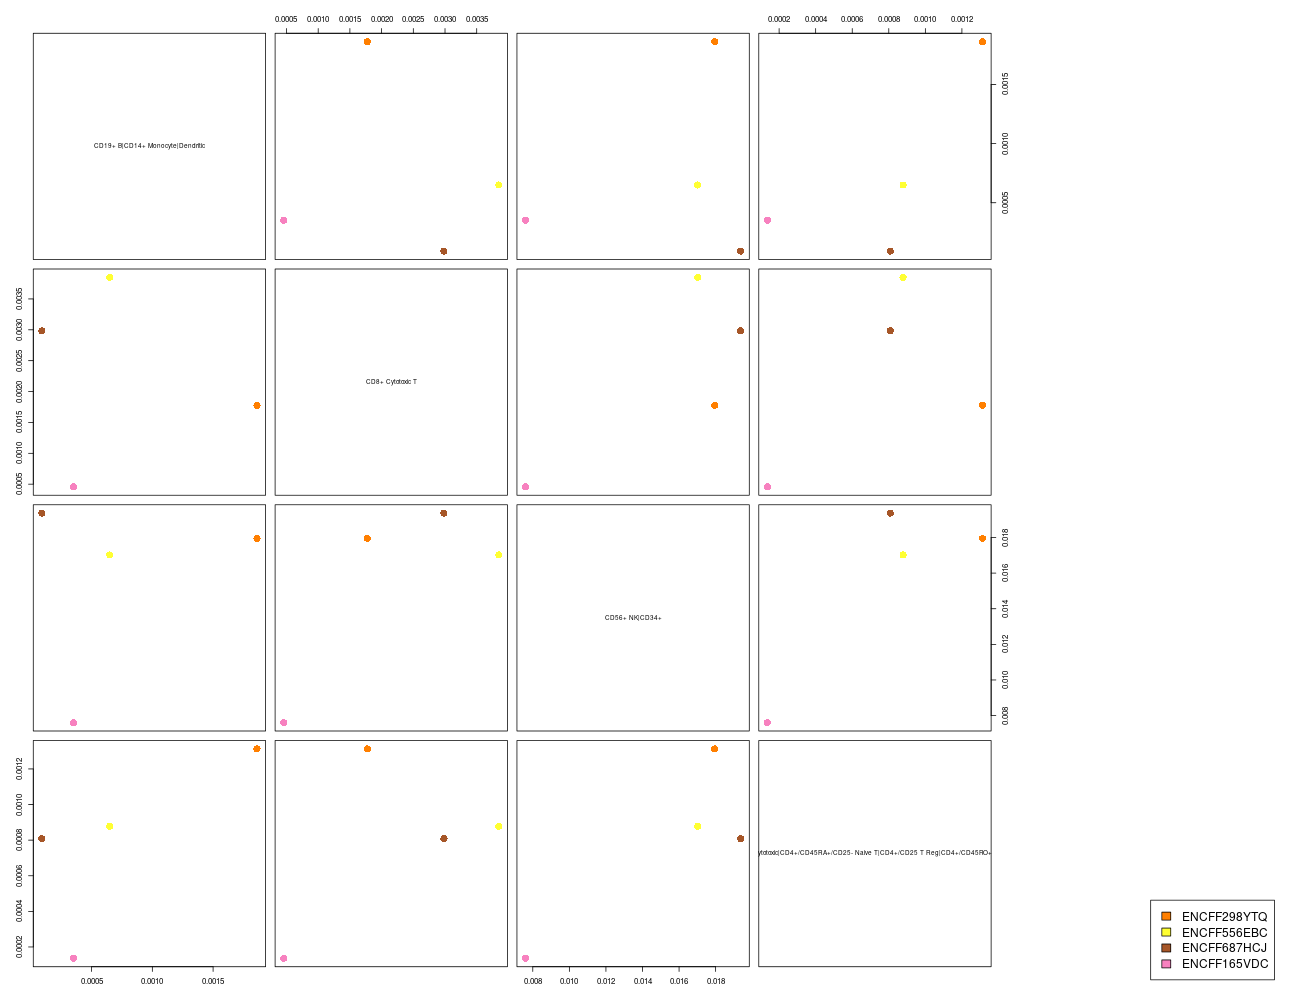 0.0005 0.0010 0.0015 0.0020 0.0025 0.0030 0.0035
0.0002 0.0004 0.0006 0.0008 0.0010 0.0012
CD19+ B|CD14+ Monocyte|Dendritic
0.0005 0.0010 0.0015
0.0005 0.0010 0.0015 0.0020 0.0025 0.0030 0.0035
CD8+ Cytotoxic T
CD56+ NK|CD34+
0.008 0.010 0.012 0.014 0.016 0.018
0.0002 0.0004 0.0006 0.0008 0.0010 0.0012
ytotoxic|CD4+/CD45RA+/CD25- Naive T|CD4+/CD25 T Reg|CD4+/CD45RO+
0.0005 0.0010 0.0015
0.008 0.010 0.012 0.014 0.016 0.018
ENCFF298YTQ
ENCFF556EBC
ENCFF687HCJ
ENCFF165VDC